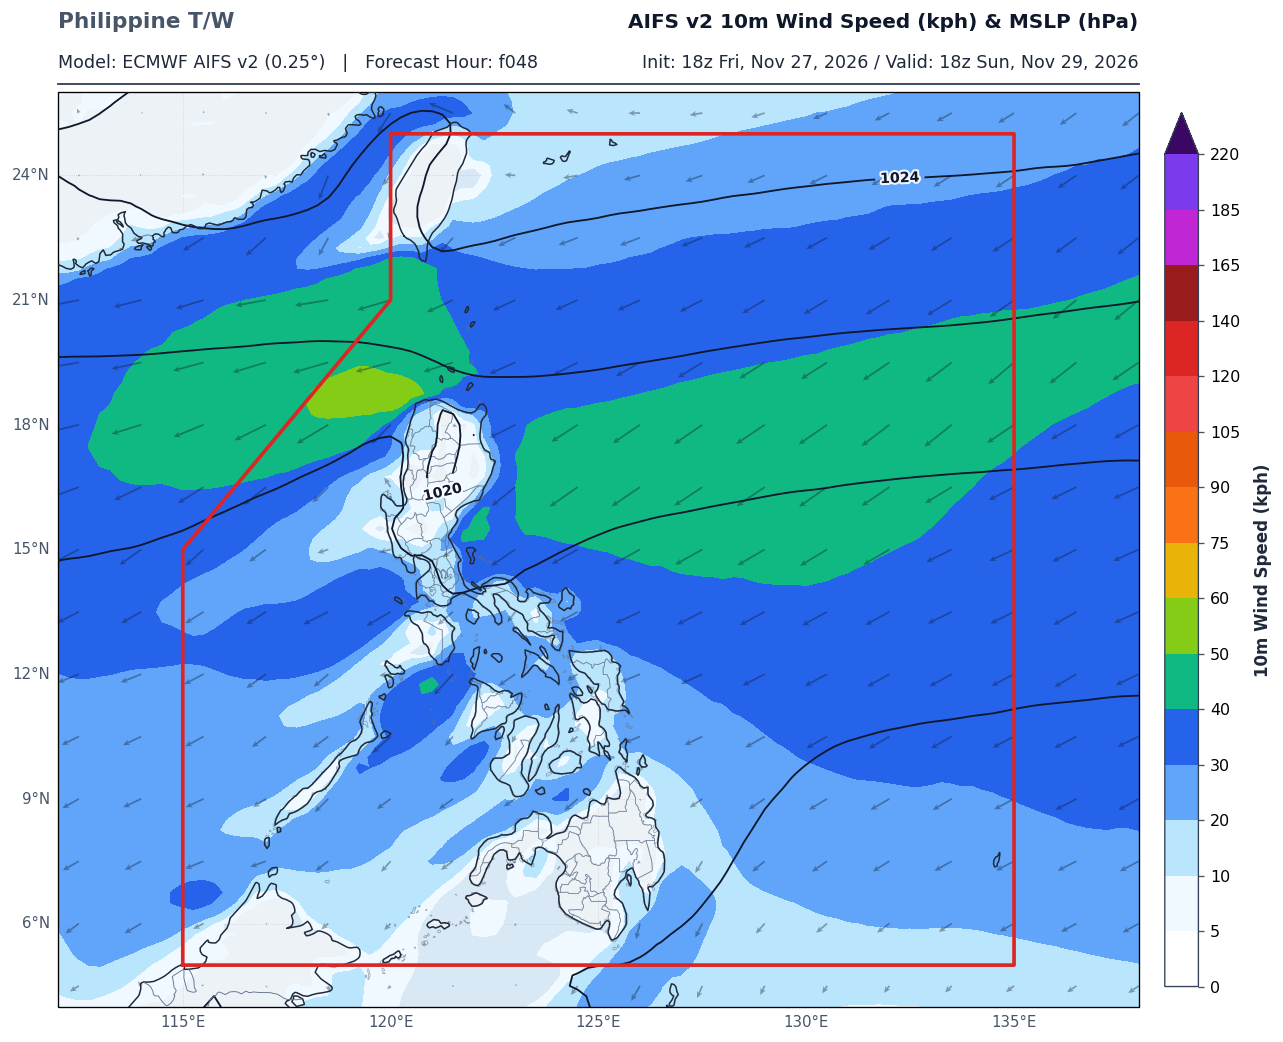 Philippine T/W
AIFS v2 10m Wind Speed (kph) & MSLP (hPa)
Model: ECMWF AIFS v2 (0.25°) | Forecast Hour: f048
Init: 18z Fri, Nov 27, 2026 / Valid: 18z Sun, Nov 29, 2026
24°N
21°N
18°N
15°N
12°N
9°N
6°N
1024
1020
115°E
120°E
125°E
130°E
135°E
220
185
165
140
120
105
90
75
60
50
40
30
20
10
5
0
10m Wind Speed (kph)